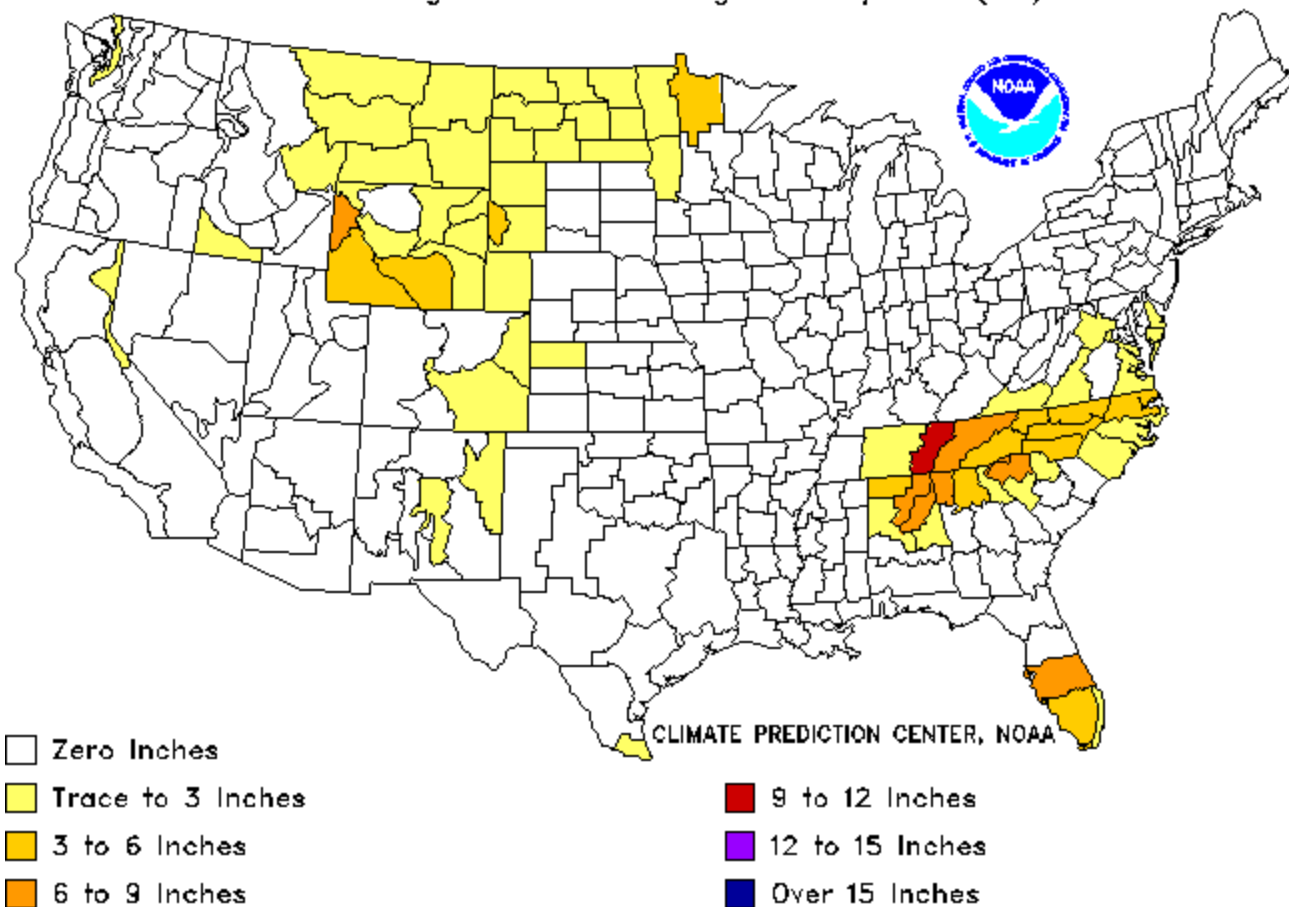 NOAA
CLIMATE PREDICTION CENTER, NOAA
Zero Inches
Trace to 3 Inches
3 to 6 Inches
6 to 9 Inches
9 to 12 Inches
12 to 15 Inches
Over 15 Inches